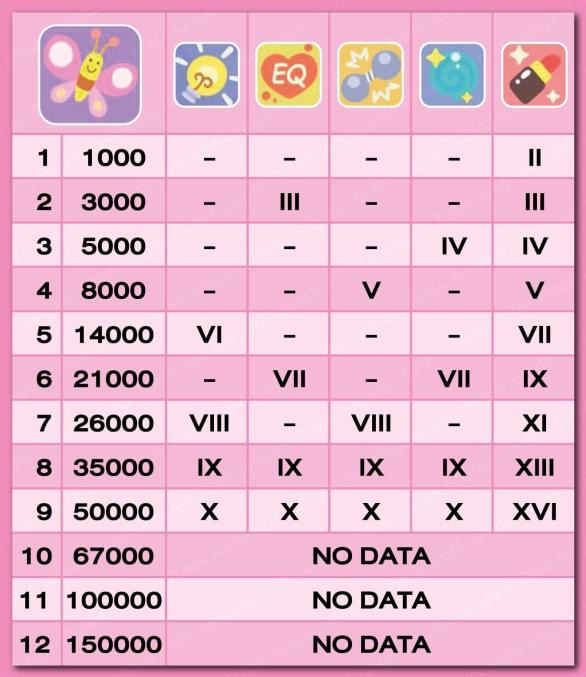 EQ
1 1000 – – – – II
2 3000 – III – – III
3 5000 – – – IV IV
4 8000 – – V – V
5 14000 VI – – – VII
6 21000 – VII – VII IX
7 26000 VIII – VIII – XI
8 35000 IX IX IX IX XIII
9 50000 X X X X XVI
10 67000 NO DATA
11 100000 NO DATA
12 150000 NO DATA